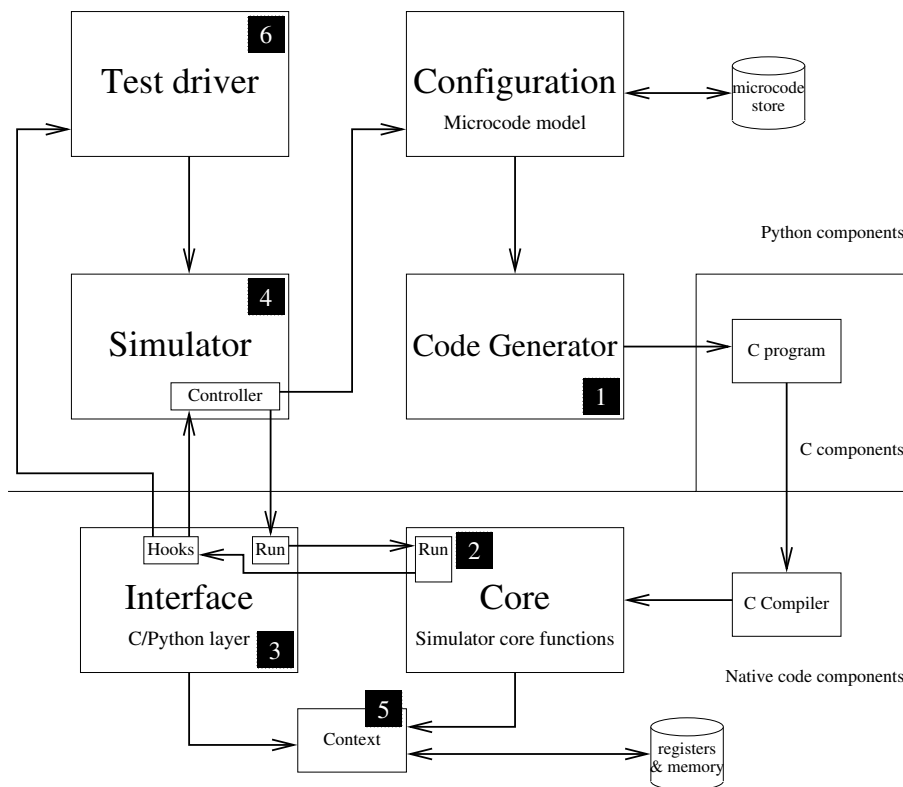 6
Test driver
Configuration
Microcode model
microcode
store
Python components
4
Simulator
Controller
Code Generator
1
C program
C components
Hooks
Run
Interface
C/Python layer
3
Run
2
Core
Simulator core functions
C Compiler
Native code components
5
Context
registers
& memory